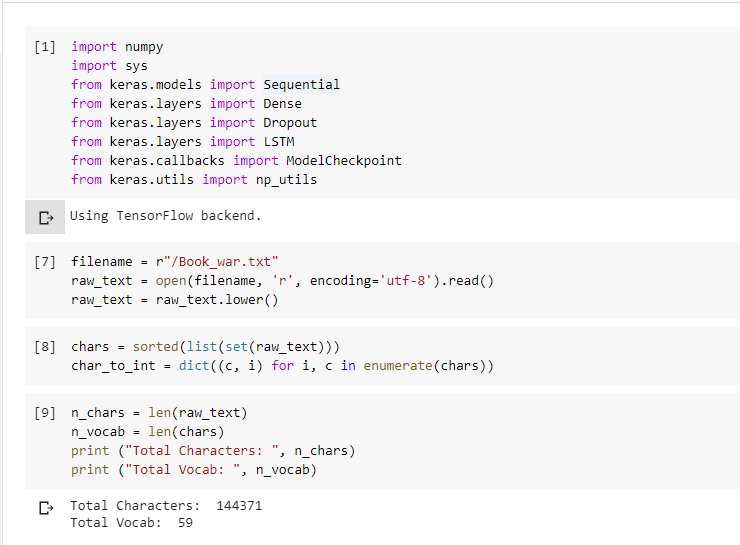 [1] import numpy
import sys
from keras.models import Sequential
from keras.layers import Dense
from keras.layers import Dropout
from keras.layers import LSTM
from keras.callbacks import ModelCheckpoint
from keras.utils import np_utils
Using TensorFlow backend.
[7] filename = r"/Book_war.txt"
raw_text = open(filename, 'r', encoding='utf-8').read()
raw_text = raw_text.lower()
[8] chars = sorted(list(set(raw_text)))
char_to_int = dict((c, i) for i, c in enumerate(chars))
[9] n_chars = len(raw_text)
n_vocab = len(chars)
print ("Total Characters: ", n_chars)
print ("Total Vocab: ", n_vocab)
Total Characters:  144371
Total Vocab:  59